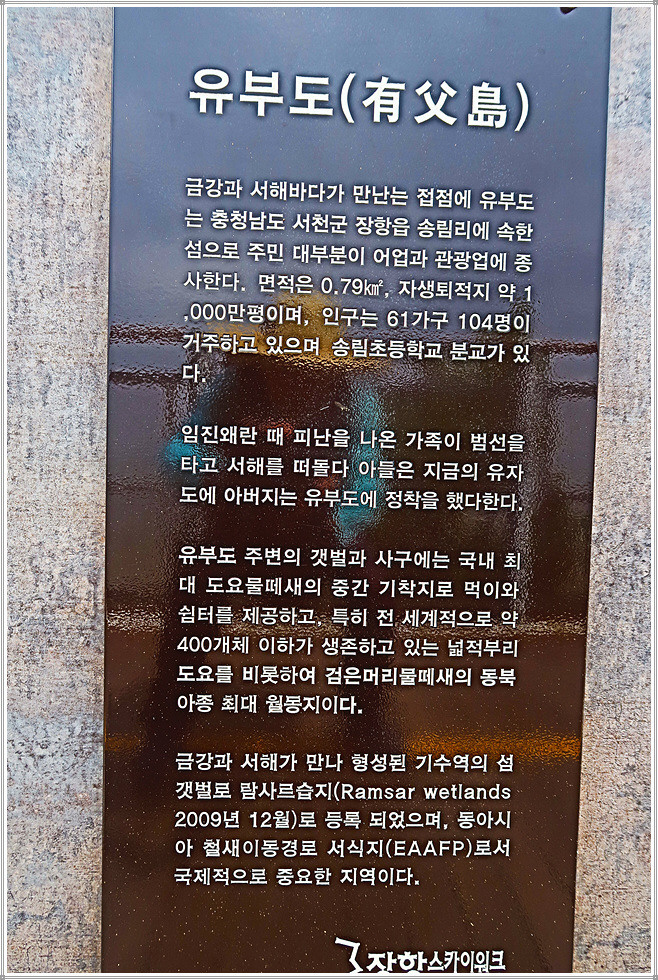 유부도(有父島)
금강과 서해바다가 만난는 접점에 유부도
는 충청남도 서천군 장항읍 송림리에 속한
섬으로 주민 대부분이 어업과 관광업에 종
사한다. 면적은 0.79㎢, 자생퇴적지 약 1
,000만평이며, 인구는 61가구 104명이
거주하고 있으며 송림초등학교 분교가 있
다.
임진왜란 때 피난을 나온 가족이 범선을
타고 서해를 떠돌다 아들은 지금의 유자
도에 아버지는 유부도에 정착을 했다한다.
유부도 주변의 갯벌과 사구에는 국내 최
대 도요물떼새의 중간 기착지로 먹이와
쉼터를 제공하고, 특히 전 세계적으로 약
400개체 이하가 생존하고 있는 넓적부리
도요를 비롯하여 검은머리물떼새의 동북
아종 최대 월동지이다.
금강과 서해가 만나 형성된 기수역의 섬
갯벌로 람사르습지(Ramsar wetlands
2009년 12월)로 등록 되었으며, 동아시
아 철새이동경로 서식지(EAAFP)로서
국제적으로 중요한 지역이다.
장항스카이워크